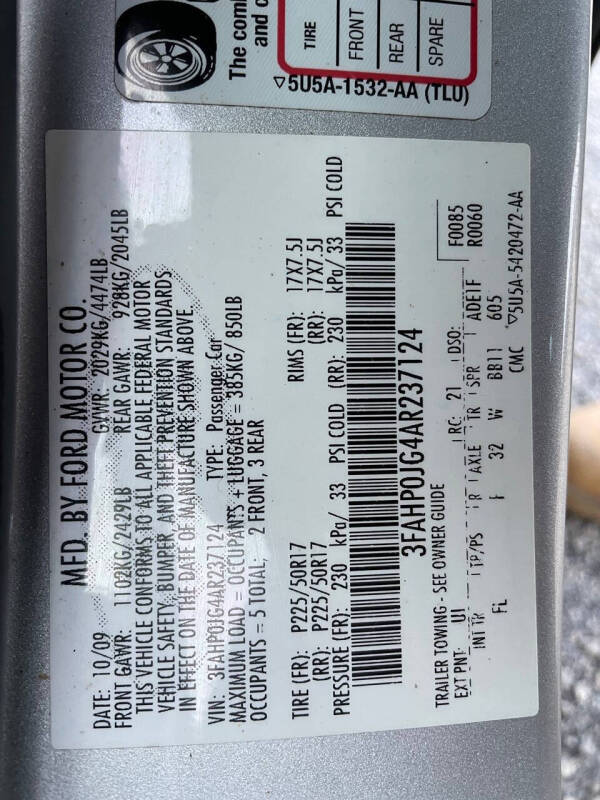 The com
and c
TIRE
FRONT
REAR
SPARE
▽5U5A-1532-AA (TLU)
MFD. BY FORD MOTOR CO.
DATE: 10/09 GVWR: 2029KG/4474LB
FRONT GAWR: 1102KG/2429LB REAR GAWR: 928KG/2045LB
THIS VEHICLE CONFORMS TO ALL APPLICABLE FEDERAL MOTOR
VEHICLE SAFETY, BUMPER, AND THEFT PREVENTION STANDARDS
IN EFFECT ON THE DATE OF MANUFACTURE SHOWN ABOVE.
VIN: 3FAHP0JG4AR237124 TYPE: Passenger Car
MAXIMUM LOAD = OCCUPANTS + LUGGAGE = 385KG/ 850LB
OCCUPANTS = 5 TOTAL; 2 FRONT, 3 REAR
TIRE (FR): P225/50R17 RIMS (FR): 17X7.5J
(RR): P225/50R17 (RR): 17X7.5J
PRESSURE (FR): 230 kPa/ 33 PSI COLD (RR): 230 kPa/ 33 PSI COLD
3FAHP0JG4AR237124
TRAILER TOWING - SEE OWNER GUIDE F0085
EXT PNT: UI RC: 21 DSO: R0060
INT TR TP/PS R AXLE TR SPR ADE1F
FL I 32 W BB11 605
CMC ▽5U5A-5420472-AA